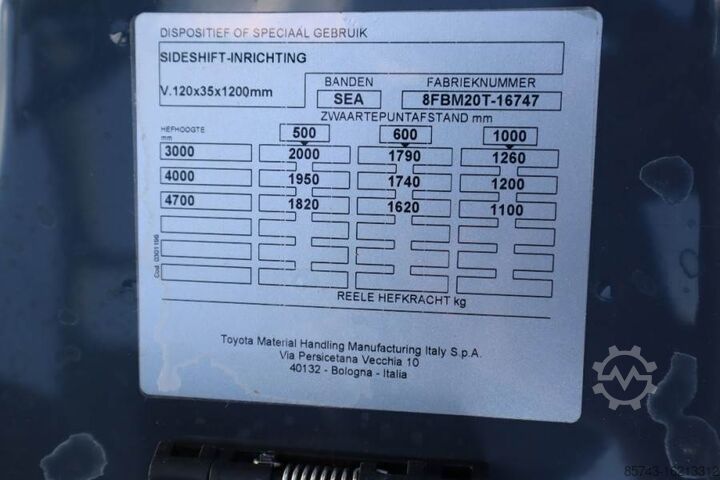 DISPOSITIEF OF SPECIAAL GEBRUIK
SIDESHIFT-INRICHTING
V.120x35x1200mm
BANDEN FABRIEKNUMMER
SEA 8FBM20T-16747
ZWAARTEPUNTAFSTAND mm
HEFHOOGTE mm 500 600 1000
3000 2000 1790 1260
4000 1950 1740 1200
4700 1820 1620 1100
REELE HEFKRACHT kg
Cod. 0301196
Toyota Material Handling Manufacturing Italy S.p.A.
Via Persicetana Vecchia 10
40132 - Bologna - Italia
85743-16213312